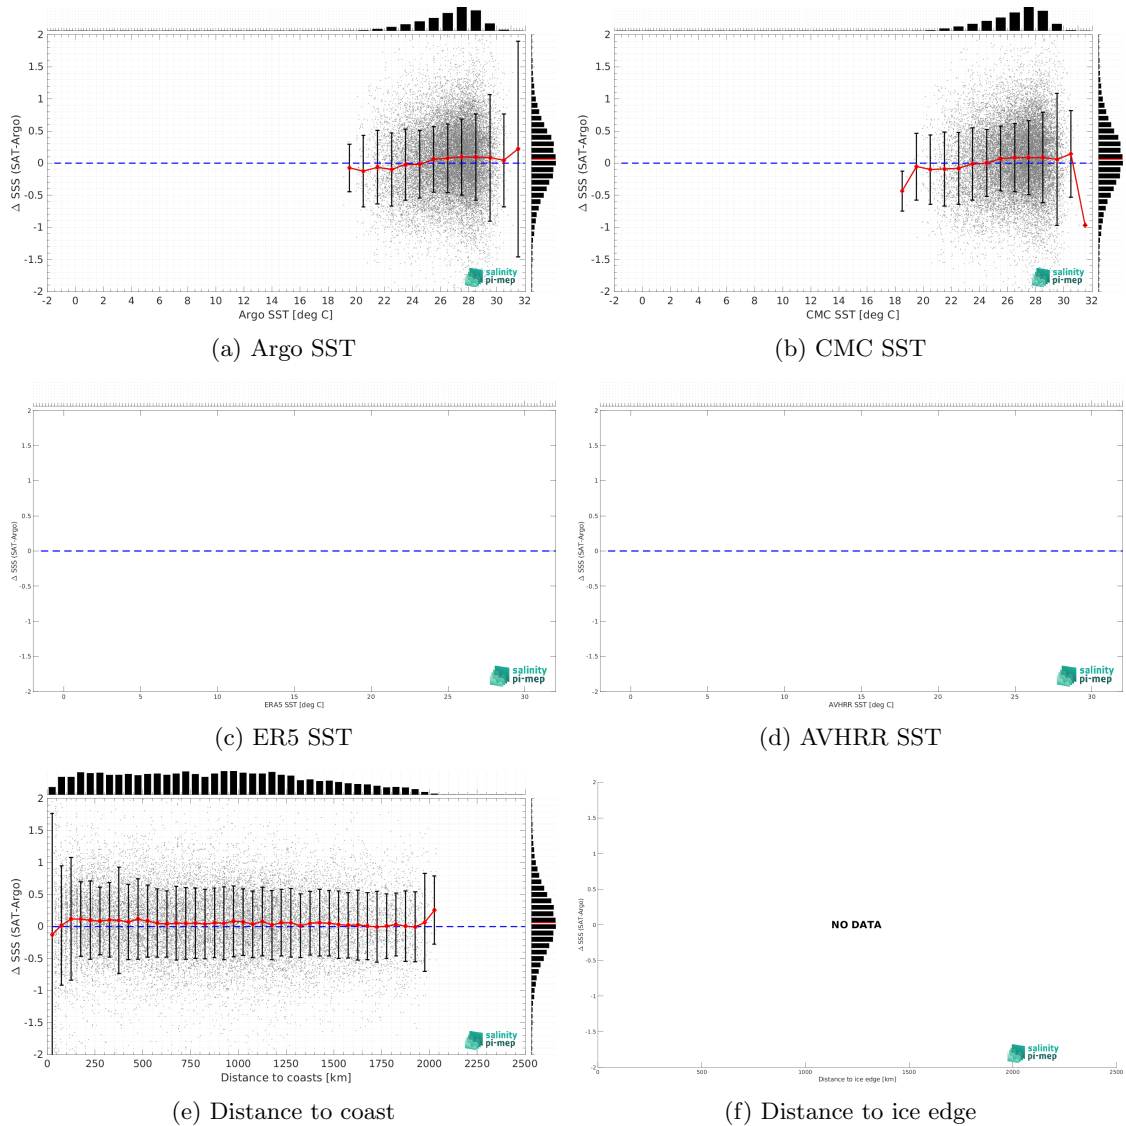 2
1.5
1
0.5
0
-0.5
-1
-1.5
-2
Δ SSS (SAT-Argo)
-2 0 2 4 6 8 10 12 14 16 18 20 22 24 26 28 30 32
Argo SST [deg C]
salinity
pi-mep
(a) Argo SST
2
1.5
1
0.5
0
-0.5
-1
-1.5
-2
Δ SSS (SAT-Argo)
-2 0 2 4 6 8 10 12 14 16 18 20 22 24 26 28 30 32
CMC SST [deg C]
salinity
pi-mep
(b) CMC SST
2
1.5
1
0.5
0
-0.5
-1
-1.5
-2
Δ SSS (SAT-Argo)
0 5 10 15 20 25 30
ERA5 SST [deg C]
salinity
pi-mep
(c) ER5 SST
2
1.5
1
0.5
0
-0.5
-1
-1.5
-2
Δ SSS (SAT-Argo)
0 5 10 15 20 25 30
AVHRR SST [deg C]
salinity
pi-mep
(d) AVHRR SST
2
1.5
1
0.5
0
-0.5
-1
-1.5
-2
Δ SSS (SAT-Argo)
0 250 500 750 1000 1250 1500 1750 2000 2250 2500
Distance to coasts [km]
salinity
pi-mep
(e) Distance to coast
2
1.5
1
0.5
0
-0.5
-1
-1.5
-2
Δ SSS (SAT-Argo)
NO DATA
0 500 1000 1500 2000 2500
Distance to ice edge [km]
salinity
pi-mep
(f) Distance to ice edge